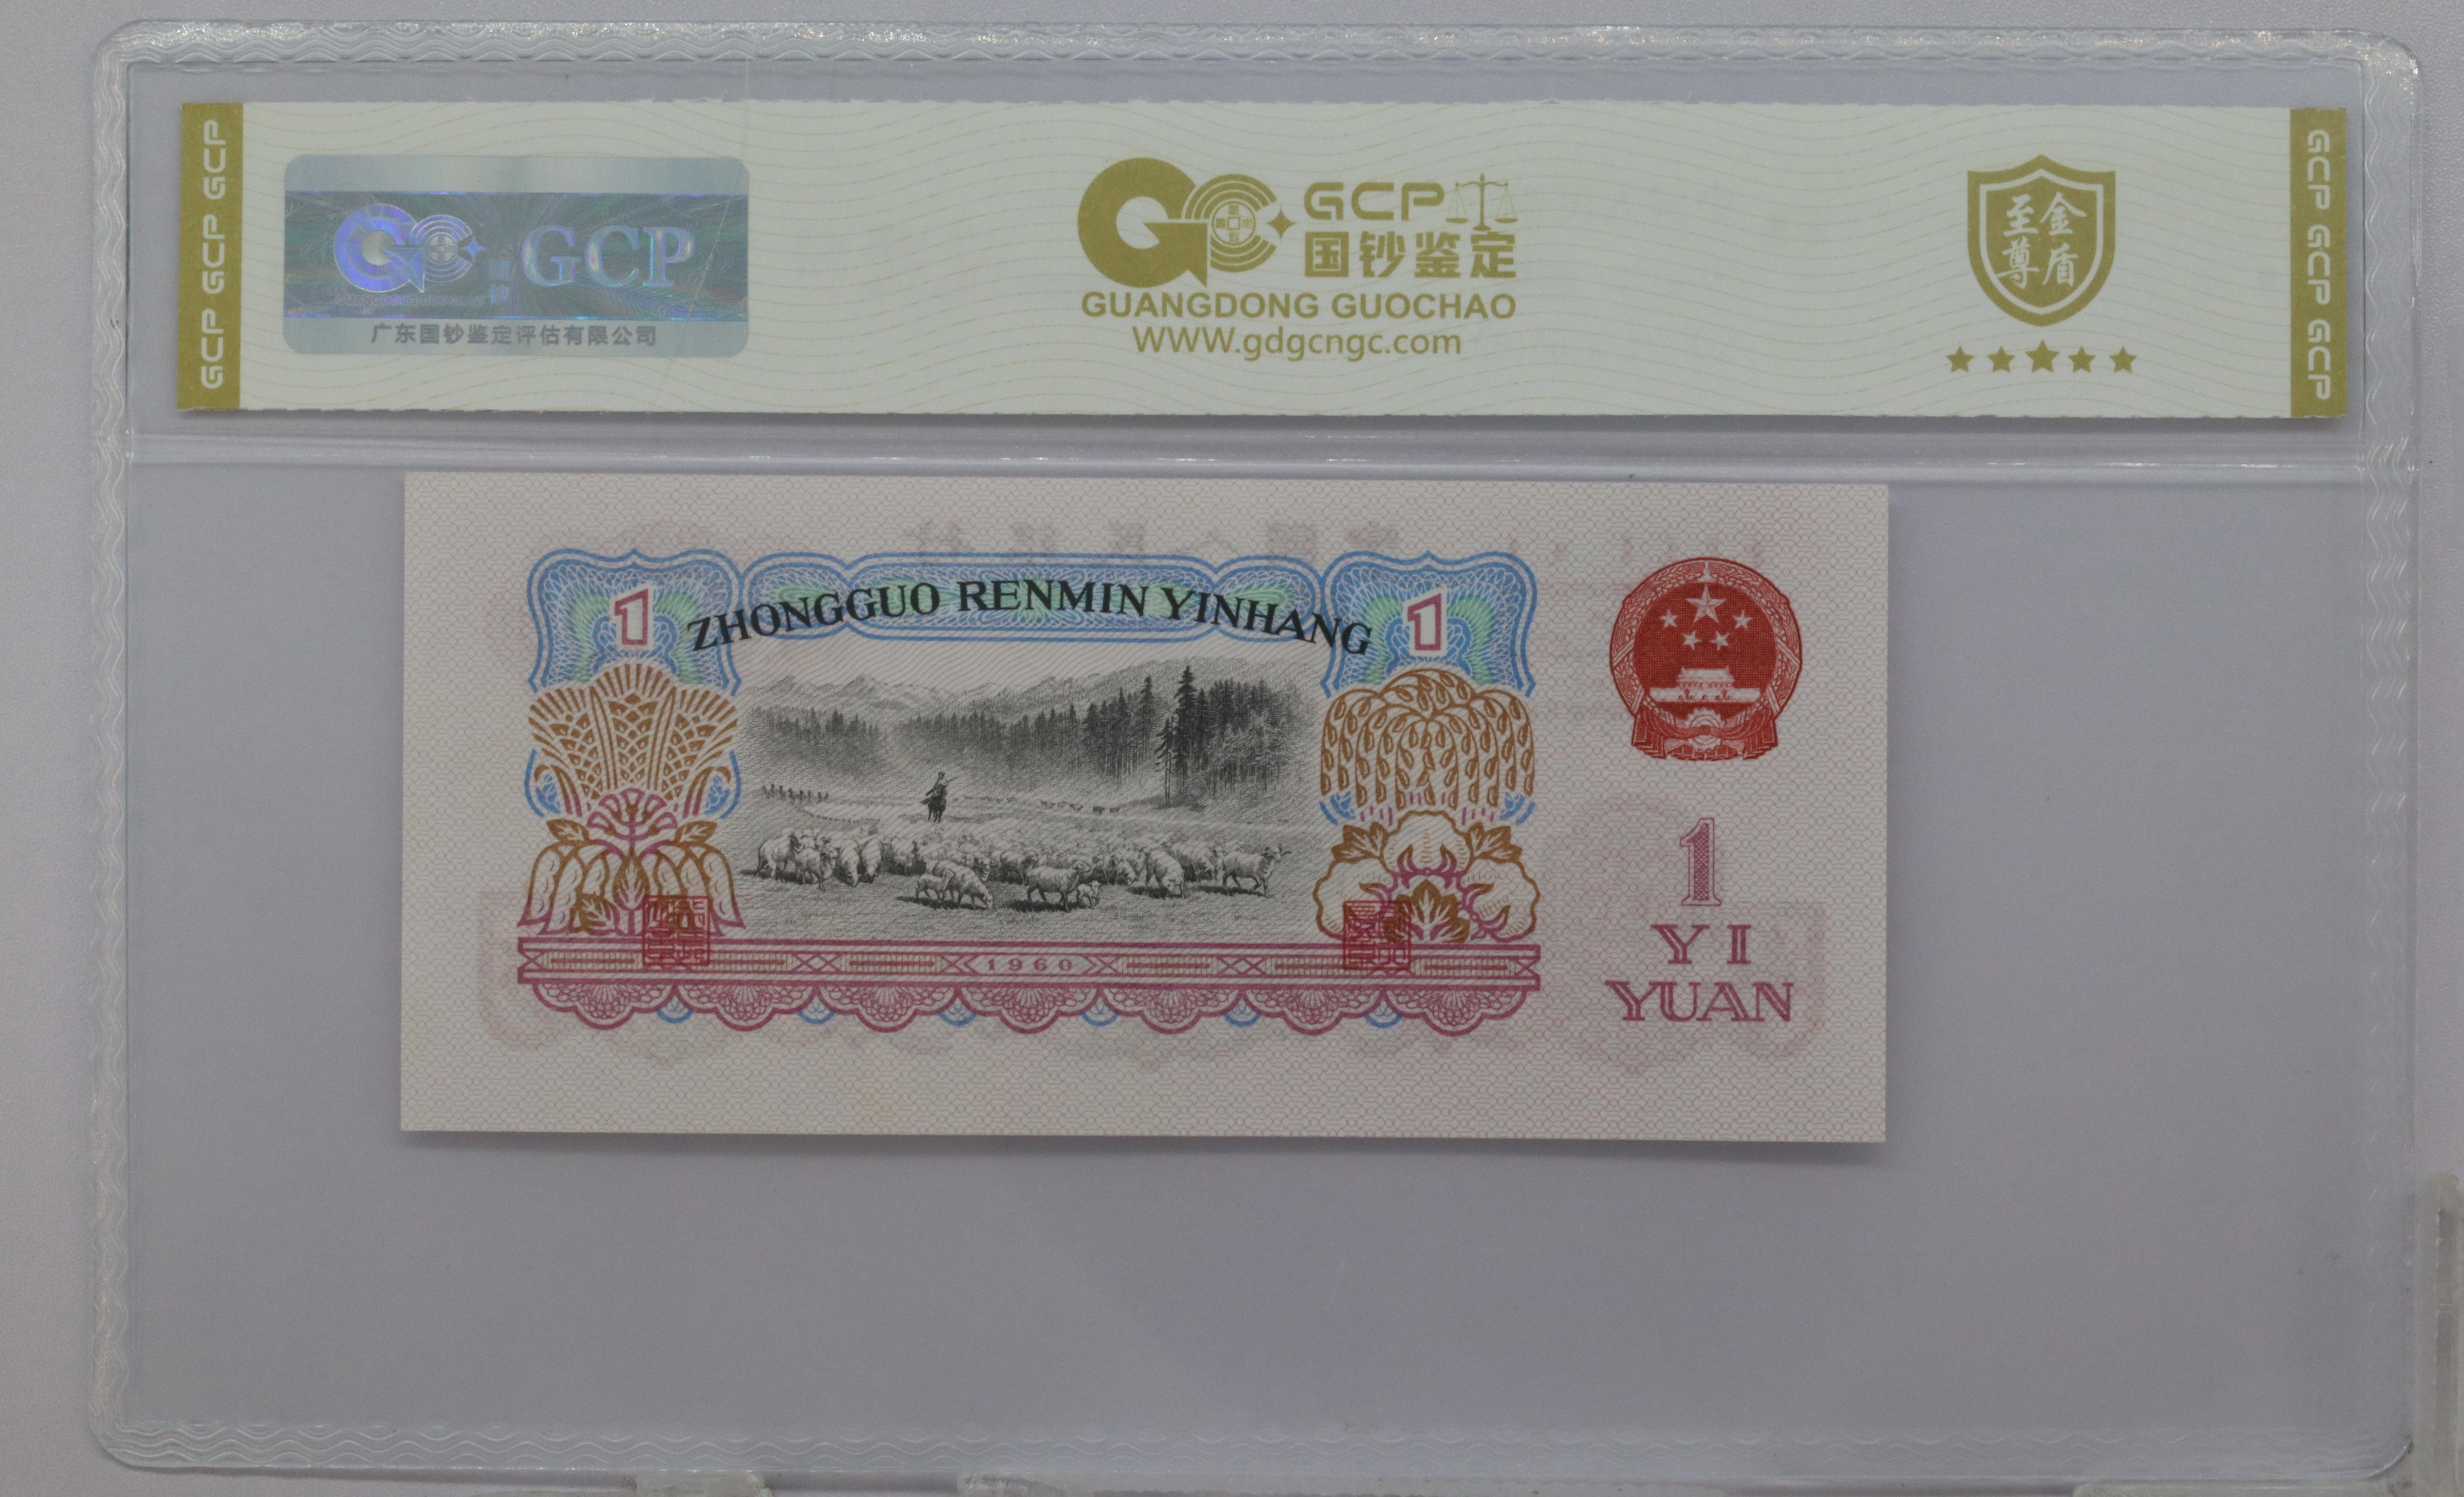 GCP GCP GCP
GCP
国钞
广东国钞鉴定评估有限公司
GCP
国钞鉴定
GUANGDONG GUOCHAO
WWW.gdgcngc.com
至尊
金盾
GCP GCP GCP
1
ZHONGGUO RENMIN YINHANG
1
1960
1
YI
YUAN